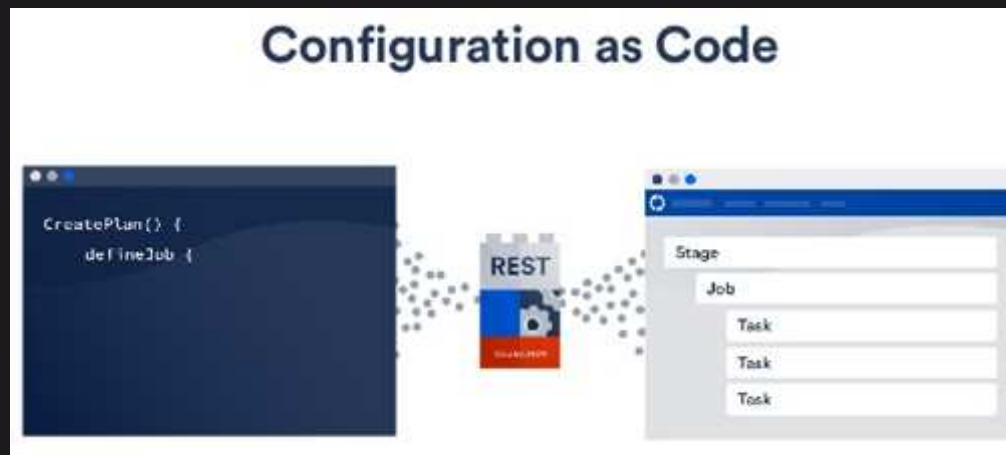 Configuration as Code
CreatePlan() {
defineJob {
REST
Stage
Job
Task
Task
Task